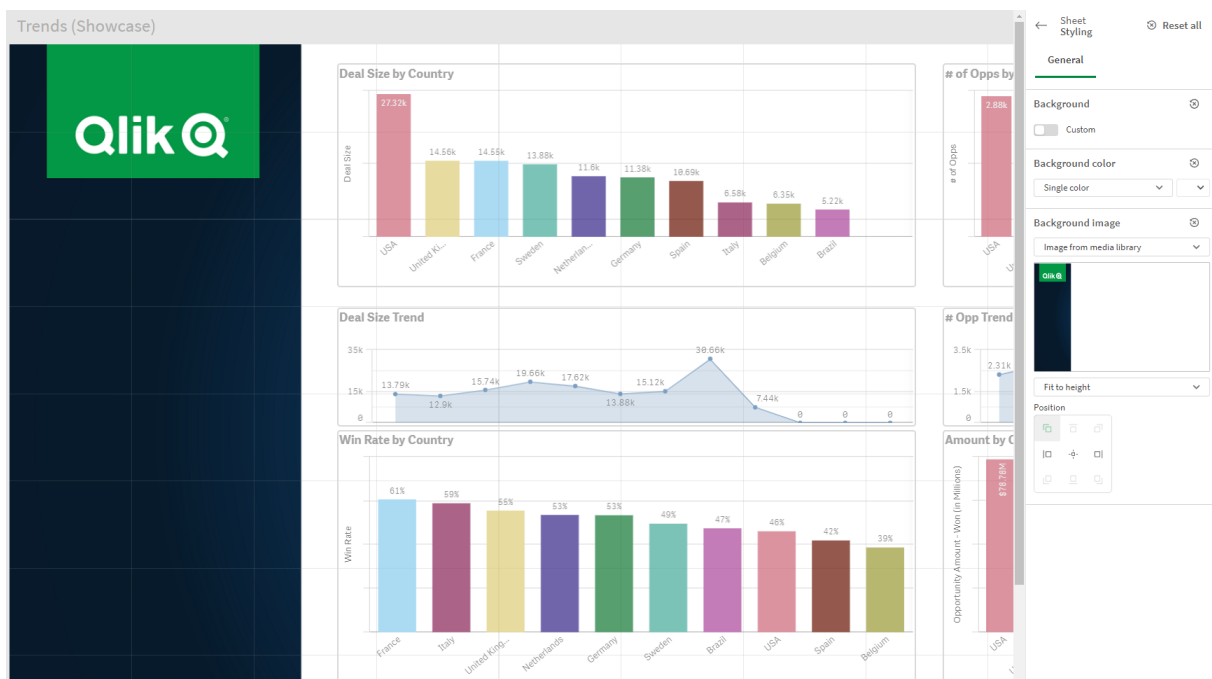 Trends (Showcase)
Qlik
Deal Size by Country
Deal Size
27.32k
14.56k
14.55k
13.88k
11.6k
11.38k
10.69k
6.58k
6.35k
5.22k
USA
United Ki...
France
Sweden
Netherlan...
Germany
Spain
Italy
Belgium
Brazil
# of Opps by
# of Opps
2.88k
USA
Deal Size Trend
35k
15k
0
13.79k
12.9k
15.74k
19.66k
17.62k
13.88k
15.12k
30.66k
7.44k
0
0
0
# Opp Trend
3.5k
1.5k
0
2.31k
Win Rate by Country
Win Rate
61%
59%
55%
53%
53%
49%
47%
46%
42%
39%
France
Italy
United King...
Netherlands
Germany
Sweden
Brazil
USA
Spain
Belgium
Amount by C
Opportunity Amount - Won (in Millions)
$78.78M
USA
Sheet
Styling
Reset all
General
Background
Custom
Background color
Single color
Background image
Image from media library
Qlik
Fit to height
Position